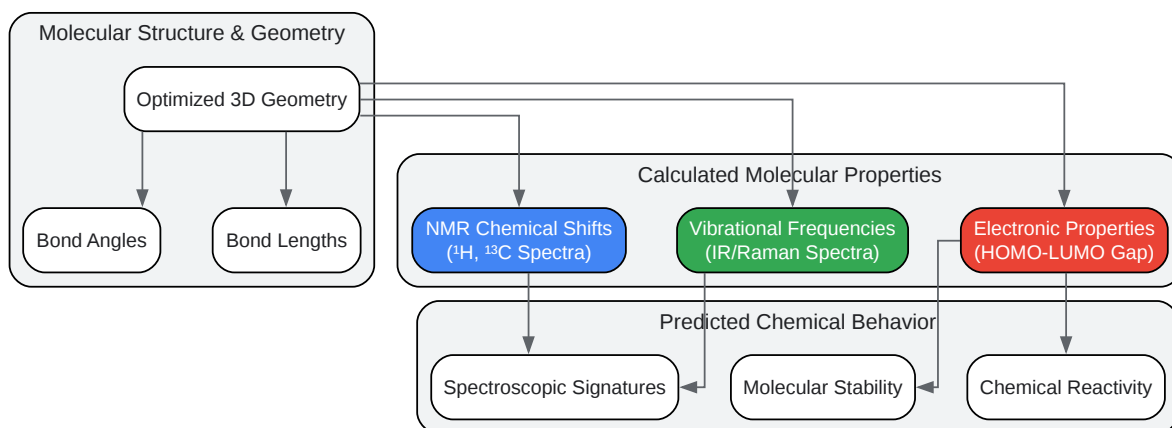 Molecular Structure & Geometry
Optimized 3D Geometry
Bond Angles
Bond Lengths
Calculated Molecular Properties
NMR Chemical Shifts
(¹H, ¹³C Spectra)
Vibrational Frequencies
(IR/Raman Spectra)
Electronic Properties
(HOMO-LUMO Gap)
Predicted Chemical Behavior
Spectroscopic Signatures
Molecular Stability
Chemical Reactivity